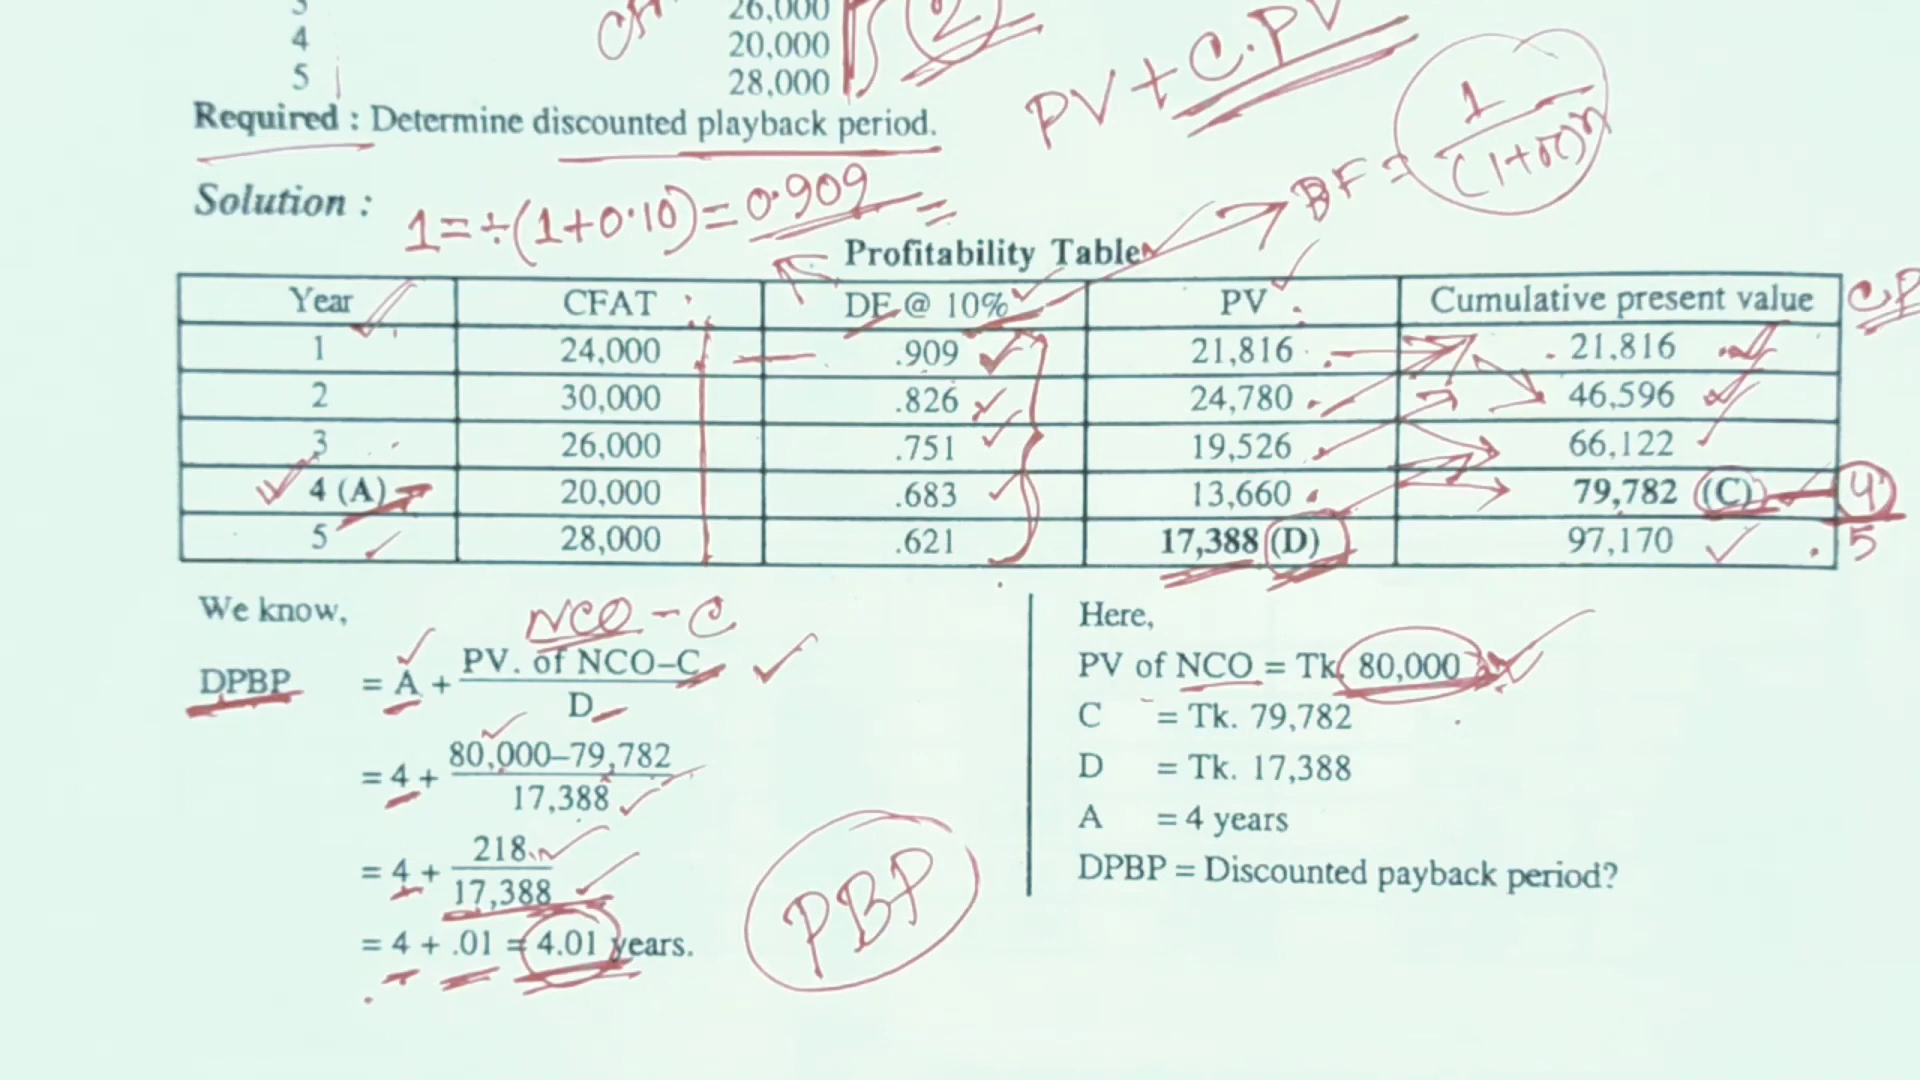 26,000
4 20,000
5 28,000
PV + C.PV
Required : Determine discounted playback period.
1
(1+r)n
Solution :
1=÷(1+0.10)=0.909
BF =
Profitability Table
Year CFAT DF @ 10% PV Cumulative present value
1 24,000 .909 21,816 21.816
2 30,000 .826 24,780 46,596
3 26,000 .751 19,526 66,122
4 (A) 20,000 .683 13,660 79,782 (C) 4
5 28,000 .621 17,388 (D) 97,170 5
We know,
NCO - C
DPBP = A + PV. of NCO–C
D
= 4 + 80,000–79,782
17,388
= 4 + 218
17,388
= 4 + .01 = 4.01 years.
PBP
Here,
PV of NCO = Tk. 80,000
C = Tk. 79,782
D = Tk. 17,388
A = 4 years
DPBP = Discounted payback period?